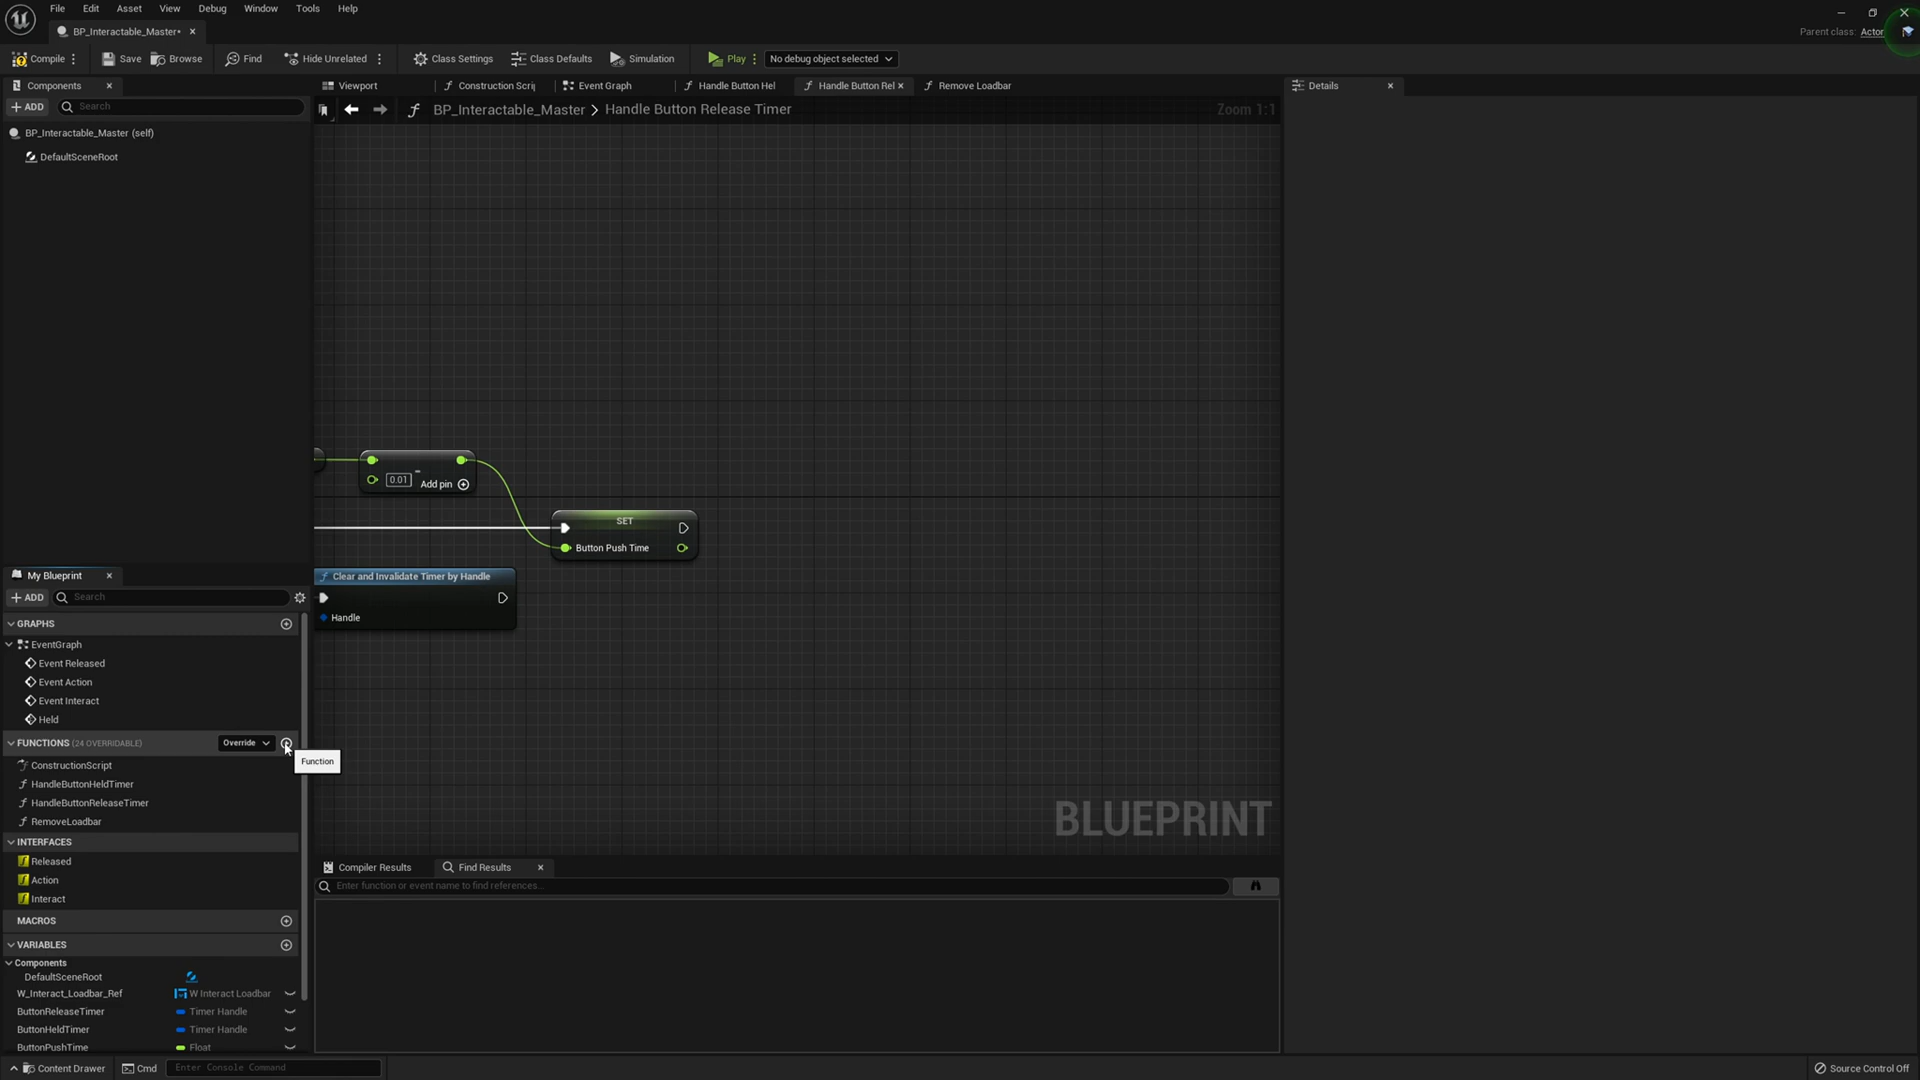 File Edit Asset View Debug Window Tools Help
BP_Interactable_Master*
Parent class: Actor
Compile Save Browse Find Hide Unrelated Class Settings Class Defaults Simulation Play No debug object selected
Components Viewport Construction Scrip Event Graph Handle Button Hel Handle Button Rel Remove Loadbar Details
ADD Search
BP_Interactable_Master > Handle Button Release Timer
Zoom 1:1
BP_Interactable_Master (self)
DefaultSceneRoot
0.01 - Add pin
SET
Button Push Time
Clear and Invalidate Timer by Handle
Handle
BLUEPRINT
My Blueprint
ADD Search
GRAPHS
EventGraph
Event Released
Event Action
Event Interact
Held
FUNCTIONS (24 OVERRIDABLE) Override
Function
ConstructionScript
HandleButtonHeldTimer
HandleButtonReleaseTimer
RemoveLoadbar
INTERFACES
Released
Action
Interact
MACROS
VARIABLES
Components
DefaultSceneRoot
W_Interact_Loadbar_Ref W Interact Loadbar
ButtonReleaseTimer Timer Handle
ButtonHeldTimer Timer Handle
ButtonPushTime Float
Compiler Results Find Results
Enter function or event name to find references...
Content Drawer Cmd Enter Console Command Source Control Off